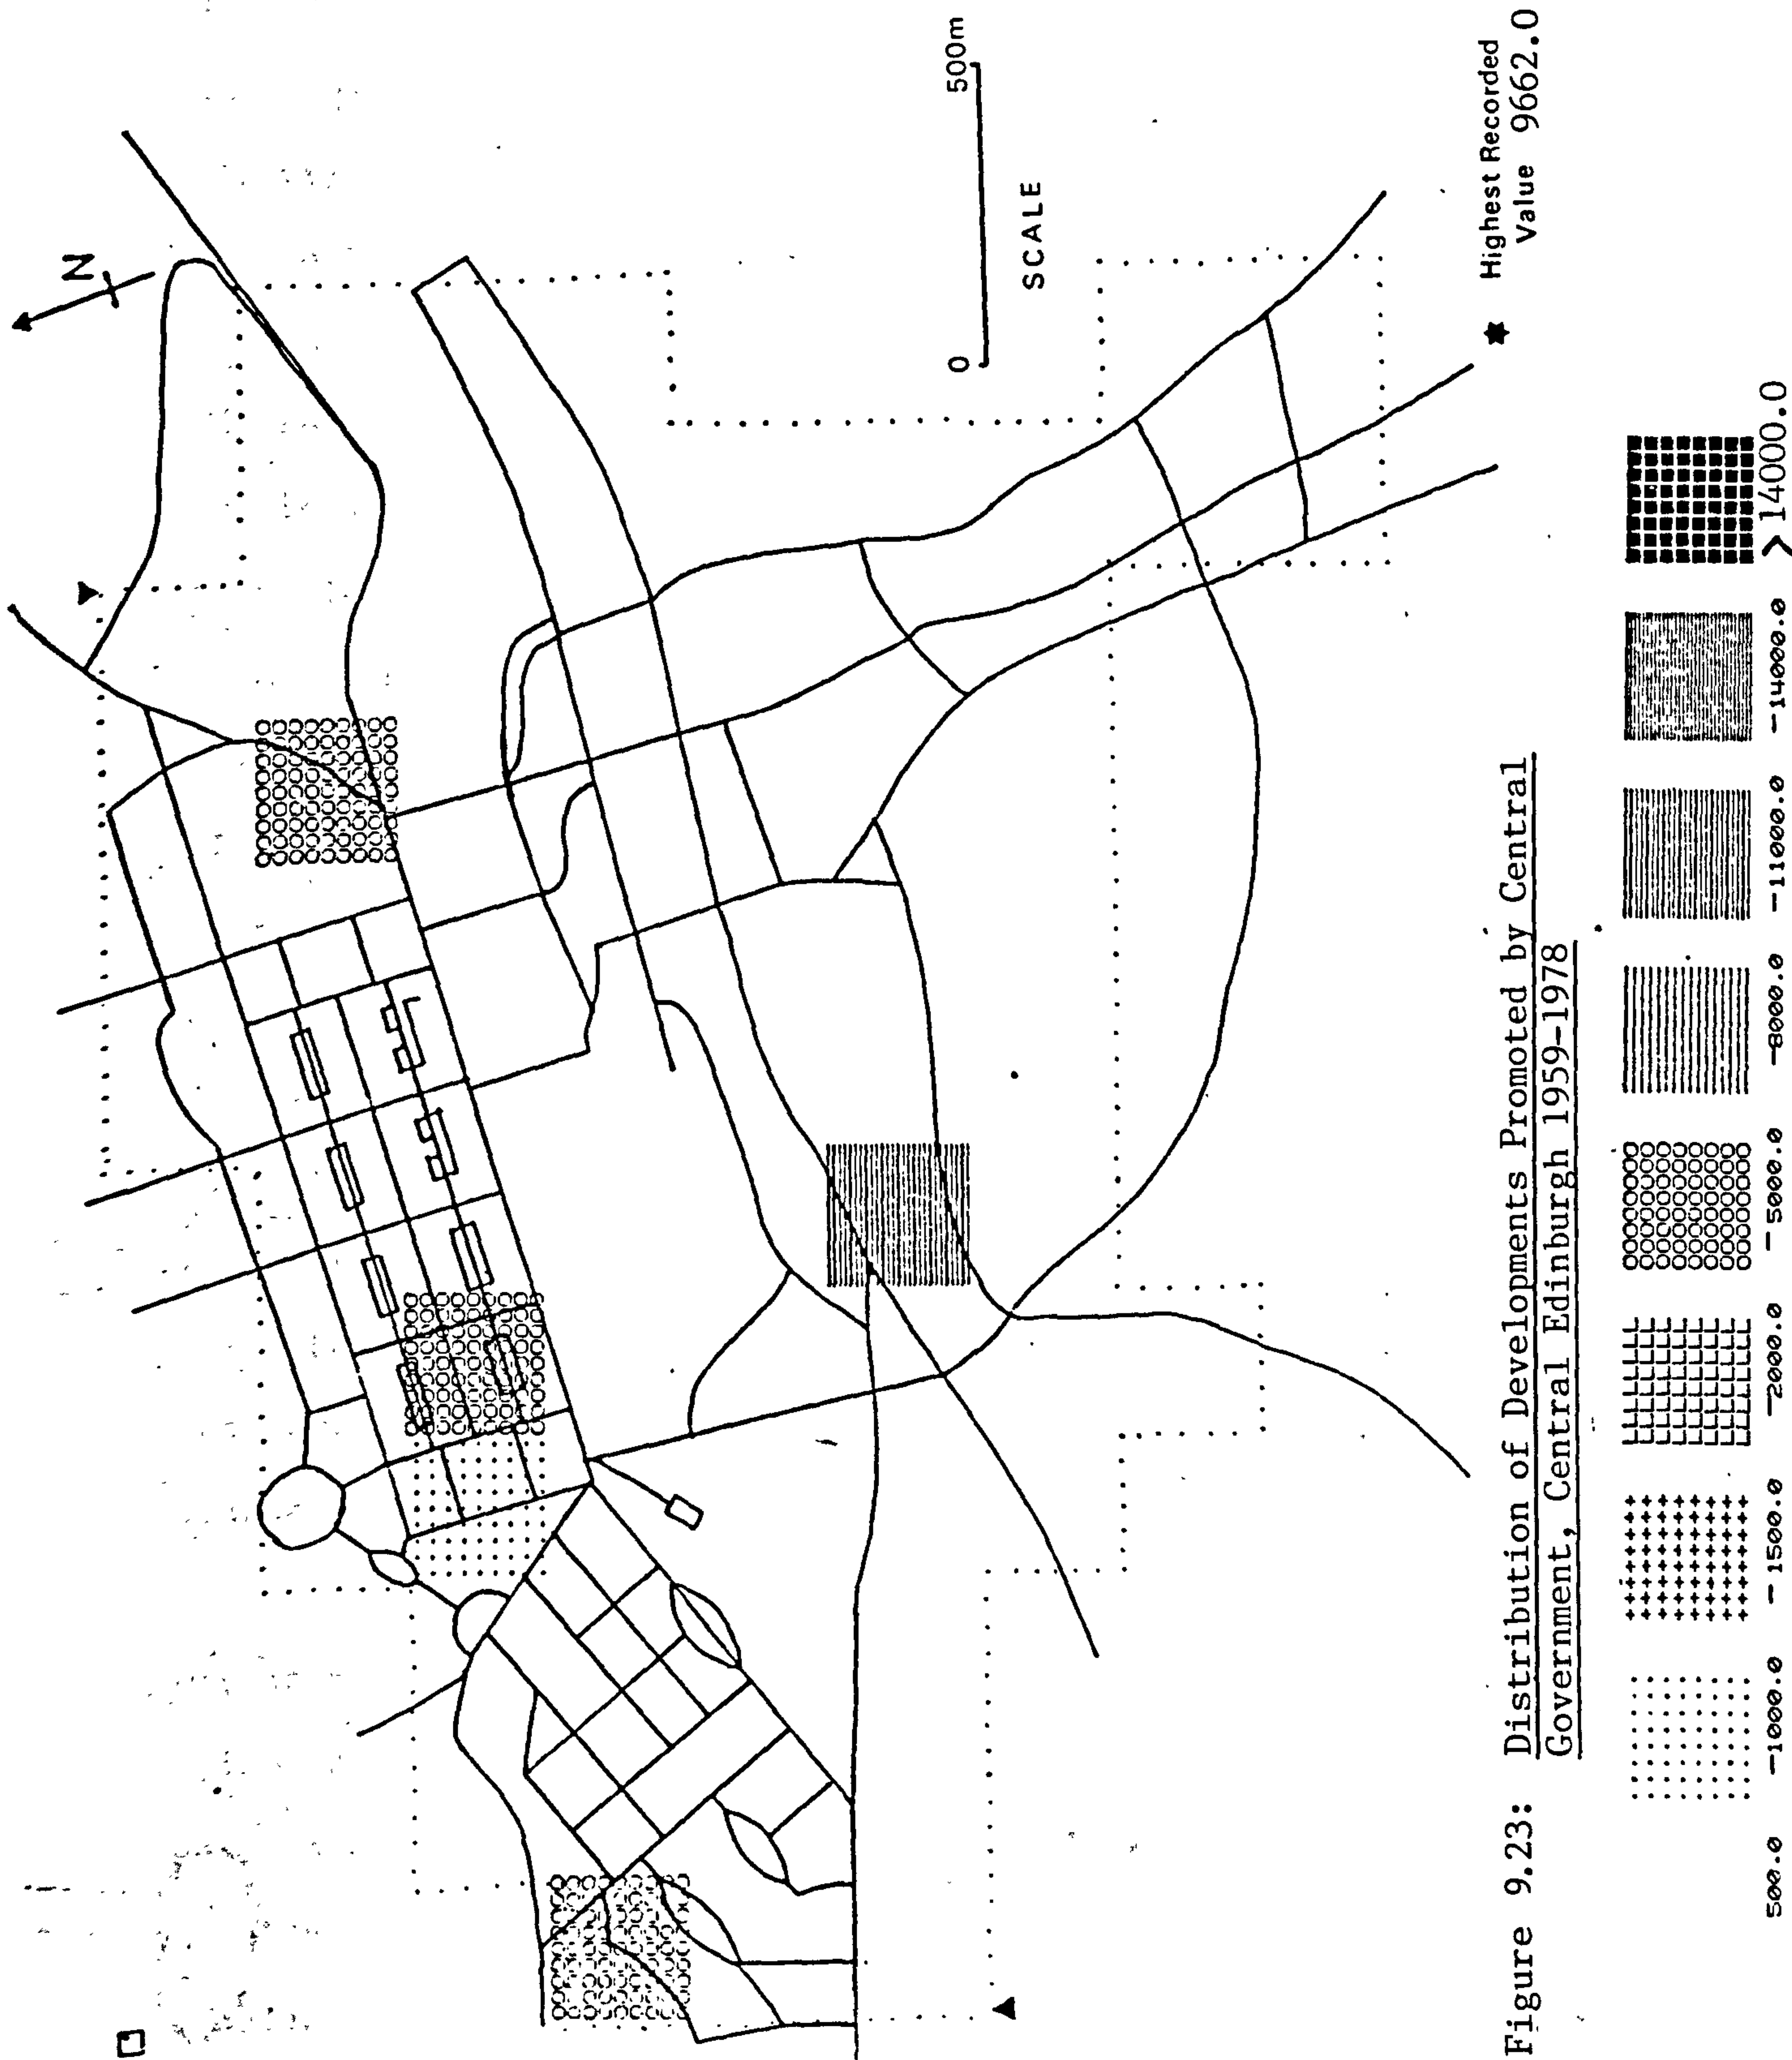 N
0 500m
SCALE
★ Highest Recorded
Value 9662.0
Figure 9.23: Distribution of Developments Promoted by Central
Government, Central Edinburgh 1959-1978
500.0 -1000.0 -1500.0 -2000.0 -5000.0 -8000.0 -11000.0 -14000.0 >14000.0